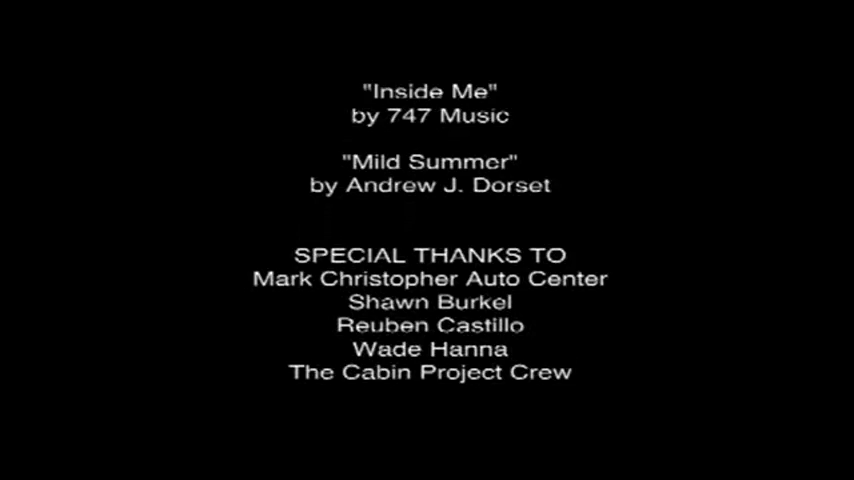 "Inside Me"
by 747 Music
"Mild Summer"
by Andrew J. Dorset
SPECIAL THANKS TO
Mark Christopher Auto Center
Shawn Burkel
Reuben Castillo
Wade Hanna
The Cabin Project Crew